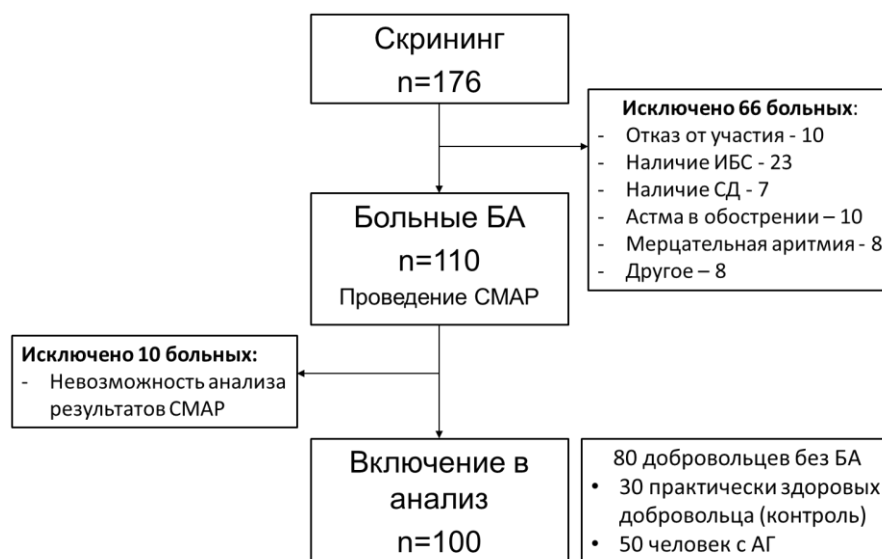 Скрининг
n=176
Исключено 66 больных:
- Отказ от участия - 10
- Наличие ИБС - 23
- Наличие СД - 7
- Астма в обострении – 10
- Мерцательная аритмия - 8
- Другое – 8
Больные БА
n=110
Проведение СМАР
Исключено 10 больных:
- Невозможность анализа
результатов СМАР
Включение в
анализ
n=100
80 добровольцев без БА
• 30 практически здоровых
добровольца (контроль)
• 50 человек с АГ